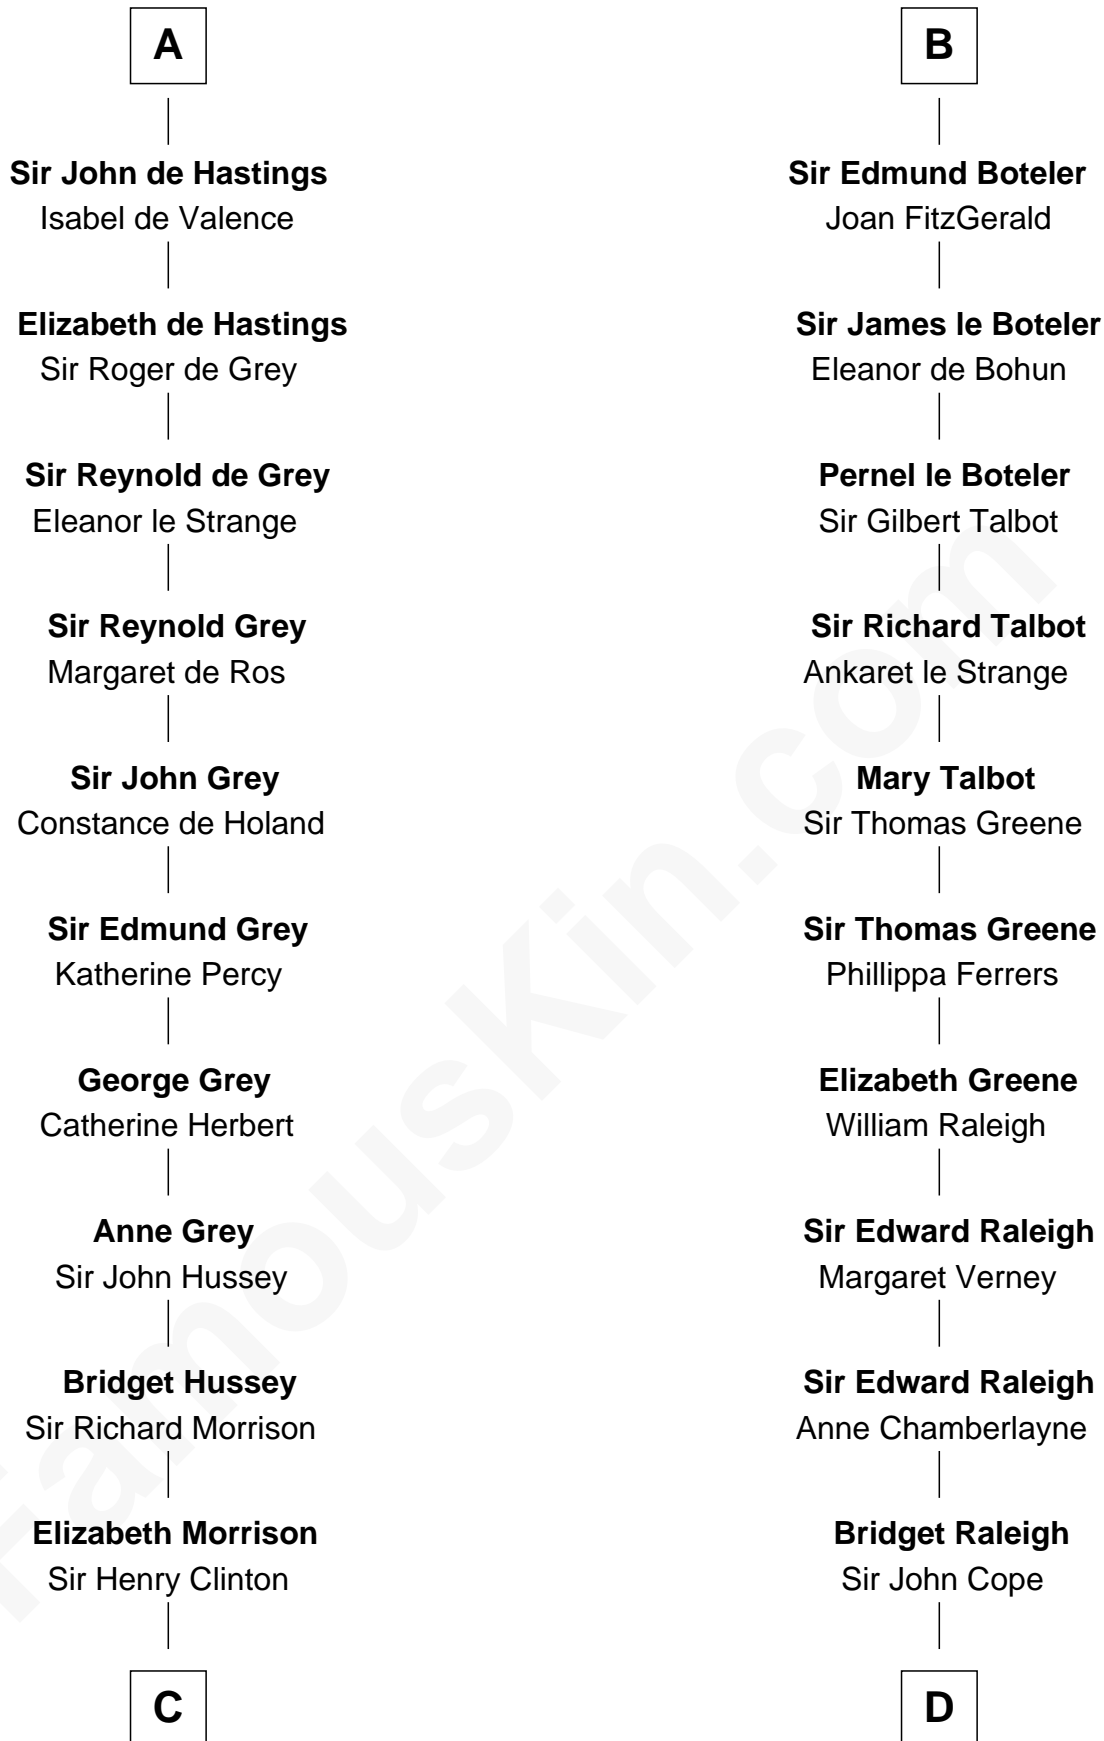 A
Sir John de Hastings
Isabel de Valence
Elizabeth de Hastings
Sir Roger de Grey
Sir Reynold de Grey
Eleanor le Strange
Sir Reynold Grey
Margaret de Ros
Sir John Grey
Constance de Holand
Sir Edmund Grey
Katherine Percy
George Grey
Catherine Herbert
Anne Grey
Sir John Hussey
Bridget Hussey
Sir Richard Morrison
Elizabeth Morrison
Sir Henry Clinton
C
B
Sir Edmund Boteler
Joan FitzGerald
Sir James le Boteler
Eleanor de Bohun
Pernel le Boteler
Sir Gilbert Talbot
Sir Richard Talbot
Ankaret le Strange
Mary Talbot
Sir Thomas Greene
Sir Thomas Greene
Phillippa Ferrers
Elizabeth Greene
William Raleigh
Sir Edward Raleigh
Margaret Verney
Sir Edward Raleigh
Anne Chamberlayne
Bridget Raleigh
Sir John Cope
D
FamousKin.com